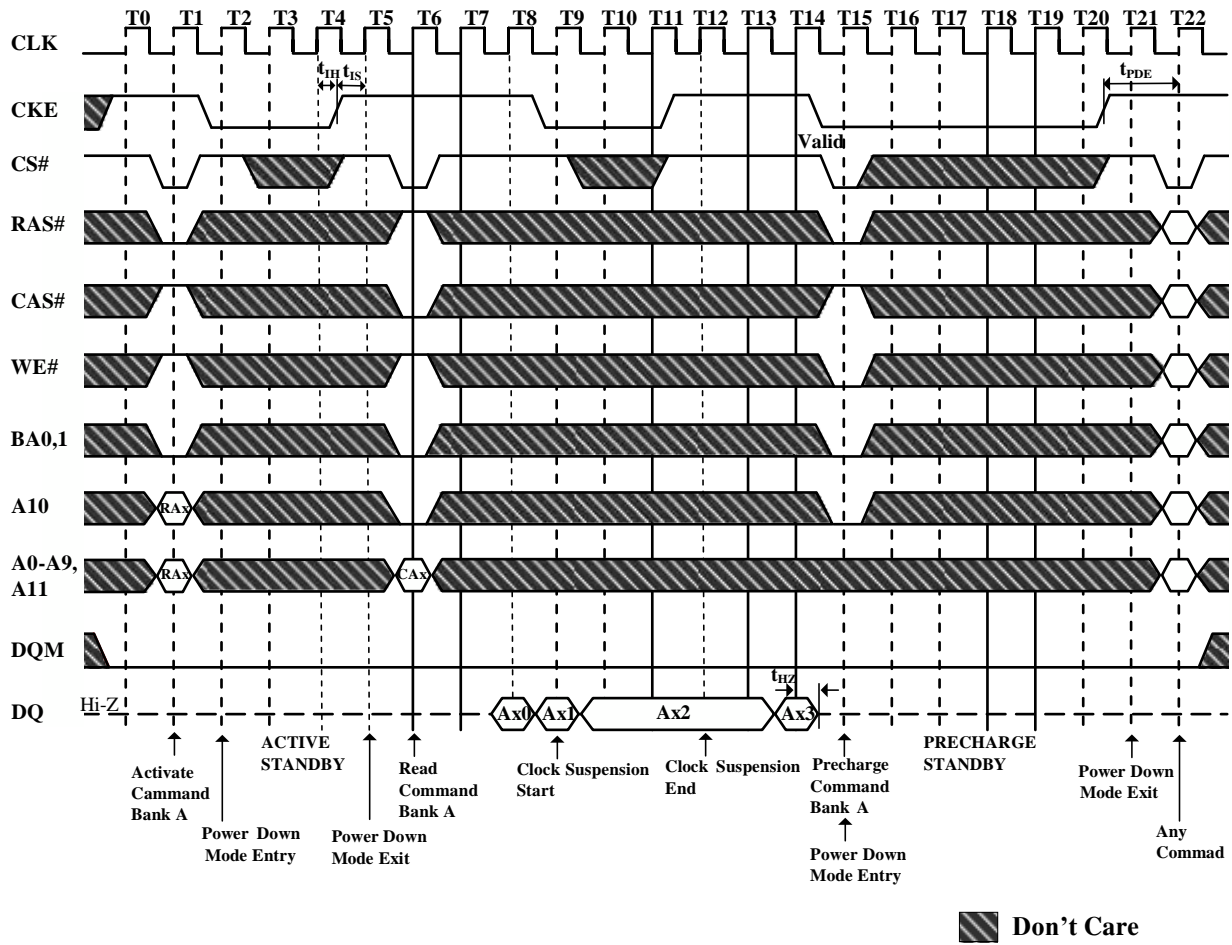 T0 T1 T2 T3 T4 T5 T6 T7 T8 T9 T10 T11 T12 T13 T14 T15 T16 T17 T18 T19 T20 T21 T22
CLK
tIH tIS
tPDE
CKE
Valid
CS#
RAS#
CAS#
WE#
BA0,1
A10
RAx
A0-A9,
A11
RAx
CAx
DQM
tHZ
DQ
Hi-Z
Ax0
Ax1
Ax2
Ax3
Activate
Cammand
Bank A
Power Down
Mode Entry
ACTIVE
STANDBY
Power Down
Mode Exit
Read
Command
Bank A
Clock Suspension
Start
Clock Suspension
End
Precharge
Command
Bank A
Power Down
Mode Entry
PRECHARGE
STANDBY
Power Down
Mode Exit
Any
Commad
Don't Care